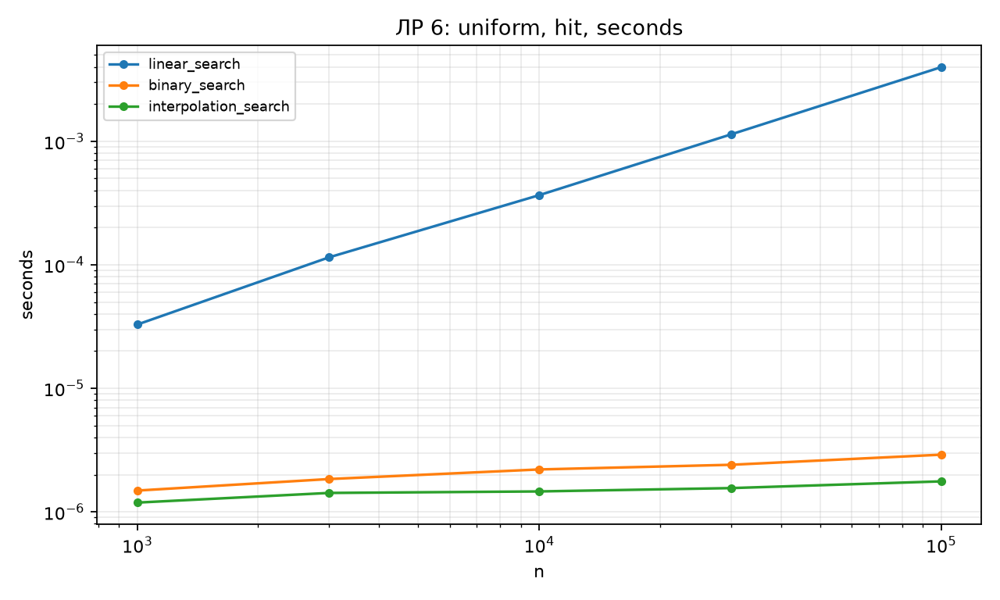 ЛР 6: uniform, hit, seconds
linear_search
binary_search
interpolation_search
10⁻³
10⁻⁴
10⁻⁵
10⁻⁶
seconds
10³
10⁴
10⁵
n